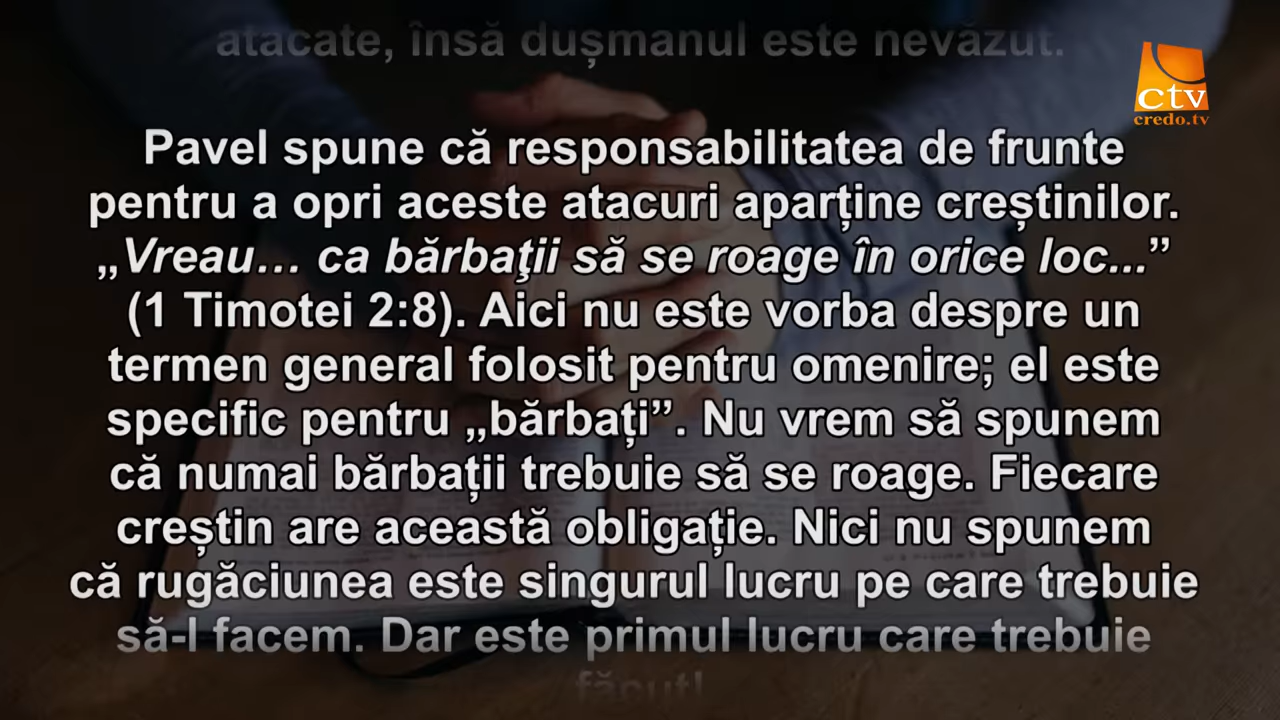 atacate, însă dușmanul este nevăzut.
ctv
credo.tv
Pavel spune că responsabilitatea de frunte
pentru a opri aceste atacuri aparține creștinilor.
„Vreau… ca bărbaţii să se roage în orice loc...”
(1 Timotei 2:8). Aici nu este vorba despre un
termen general folosit pentru omenire; el este
specific pentru „bărbați”. Nu vrem să spunem
că numai bărbații trebuie să se roage. Fiecare
creștin are această obligație. Nici nu spunem
că rugăciunea este singurul lucru pe care trebuie
să-l facem. Dar este primul lucru care trebuie
făcut!